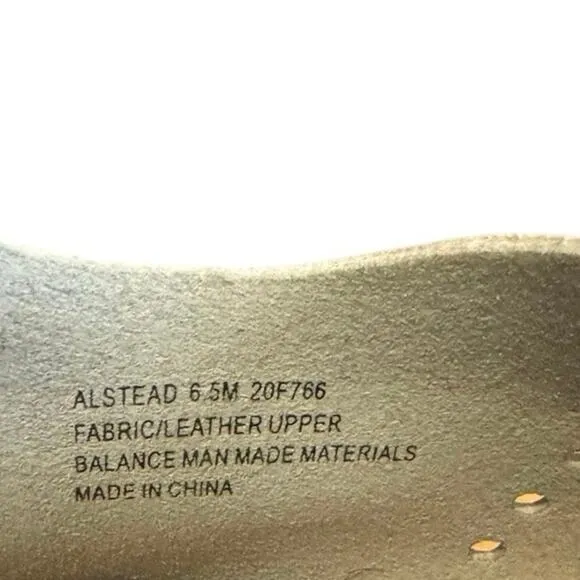 ALSTEAD 6.5M 20F766
FABRIC/LEATHER UPPER
BALANCE MAN MADE MATERIALS
MADE IN CHINA